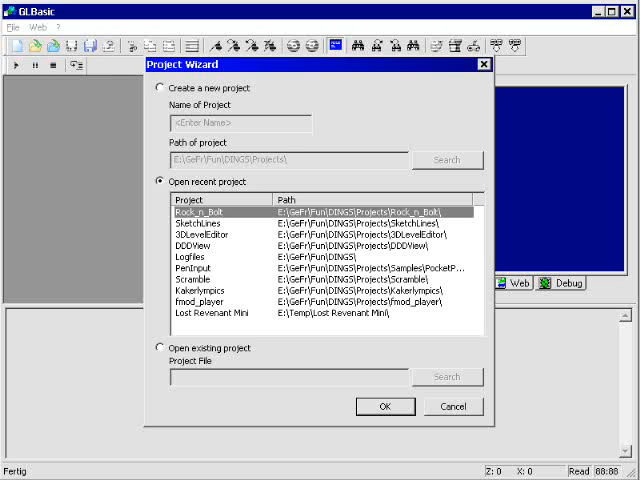 GLBasic
File Web ?
Project Wizard
Create a new project
Name of Project
<Enter Name>
Path of project
E:\GeFr\Fun\DINGS\Projects\ Search
Open recent project
Project Path
Rock_n_Bolt E:\GeFr\Fun\DINGS\Projects\Rock_n_Bolt\
SketchLines E:\GeFr\Fun\DINGS\Projects\SketchLines\
3DLevelEditor E:\GeFr\Fun\DINGS\Projects\3DLevelEditor\
DDDView E:\GeFr\Fun\DINGS\Projects\DDDView\
Logfiles E:\GeFr\Fun\DINGS\
PenInput E:\GeFr\Fun\DINGS\Projects\Samples\PocketP...
Scramble E:\GeFr\Fun\DINGS\Projects\Scramble\
Kakerlympics E:\GeFr\Fun\DINGS\Projects\Kakerlympics\
fmod_player E:\GeFr\Fun\DINGS\Projects\fmod_player\
Lost Revenant Mini E:\Temp\Lost Revenant Mini\
Web Debug
Open existing project
Project File
Search
OK Cancel
Fertig Z: 0 X: 0 Read 88:88